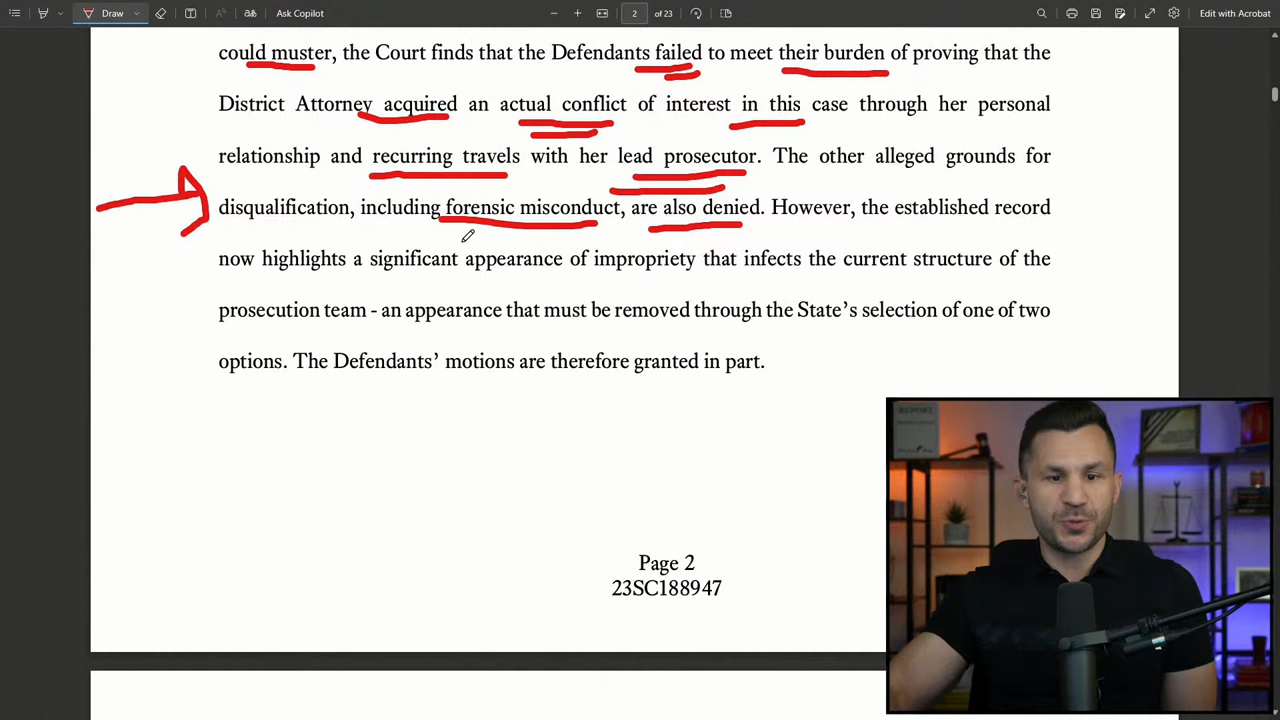 Draw
Ask Copilot
2 of 23
Edit with Acrobat
could muster, the Court finds that the Defendants failed to meet their burden of proving that the
District Attorney acquired an actual conflict of interest in this case through her personal
relationship and recurring travels with her lead prosecutor. The other alleged grounds for
disqualification, including forensic misconduct, are also denied. However, the established record
now highlights a significant appearance of impropriety that infects the current structure of the
prosecution team - an appearance that must be removed through the State's selection of one of two
options. The Defendants' motions are therefore granted in part.
Page 2
23SC188947